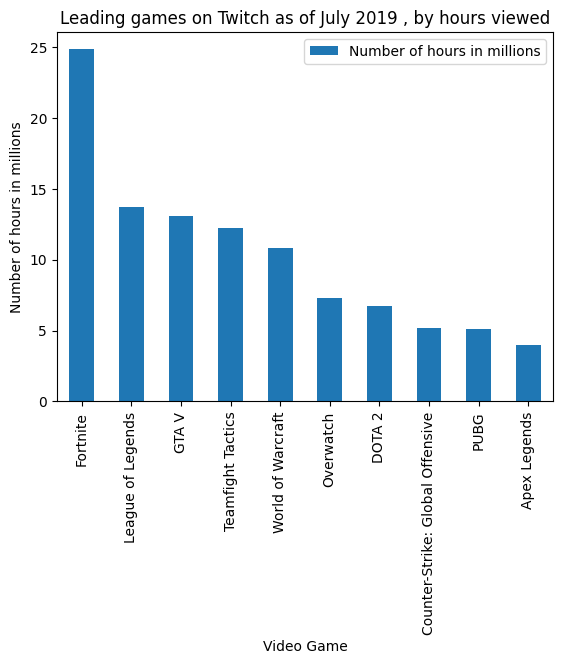 Leading games on Twitch as of July 2019 , by hours viewed
Number of hours in millions
Number of hours in millions
25
20
15
10
5
0
Fortnite
League of Legends
GTA V
Teamfight Tactics
World of Warcraft
Overwatch
DOTA 2
Counter-Strike: Global Offensive
PUBG
Apex Legends
Video Game